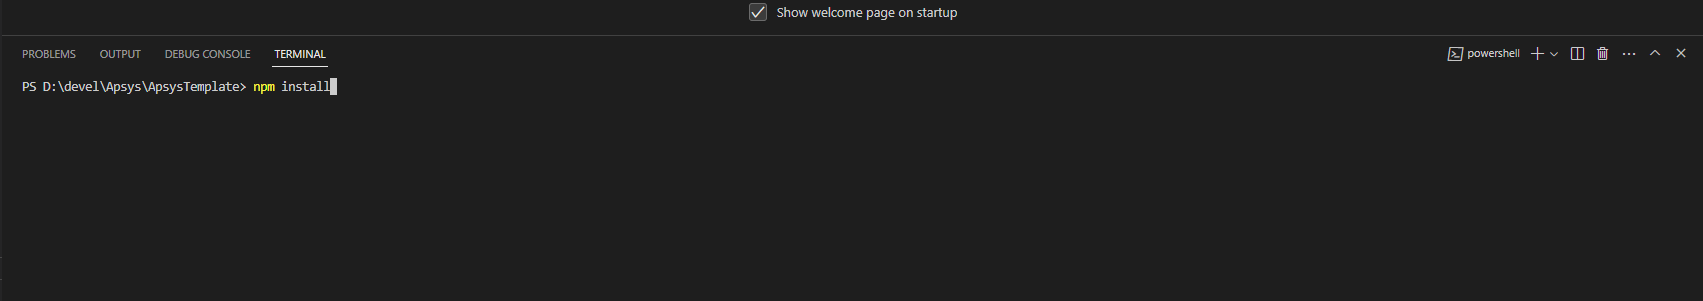 Show welcome page on startup
PROBLEMS OUTPUT DEBUG CONSOLE TERMINAL powershell
PS D:\devel\Apsys\ApsysTemplate> npm install